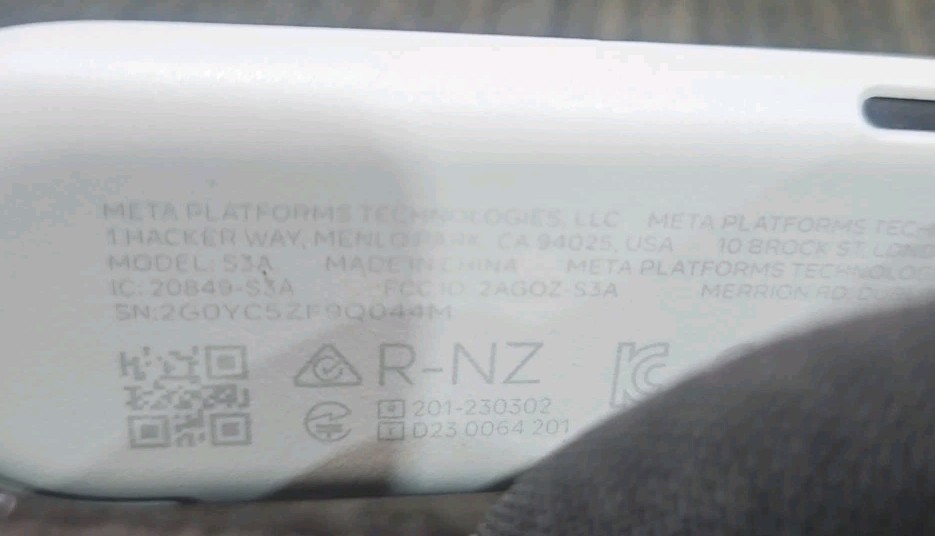 META PLATFORMS TECHNOLOGIES, LLC META PLATFORMS
1 HACKER WAY, MENLO PARK CA 94025, USA 10 BROCK ST
MODEL: S3A MADE IN CHINA META PLATFORMS
IC: 20849-S3A FCC ID: 2AGOZ-S3A MERRION RD
SN:2G0YC5ZF9Q044M
R-NZ
201-230302
D23 0064 201